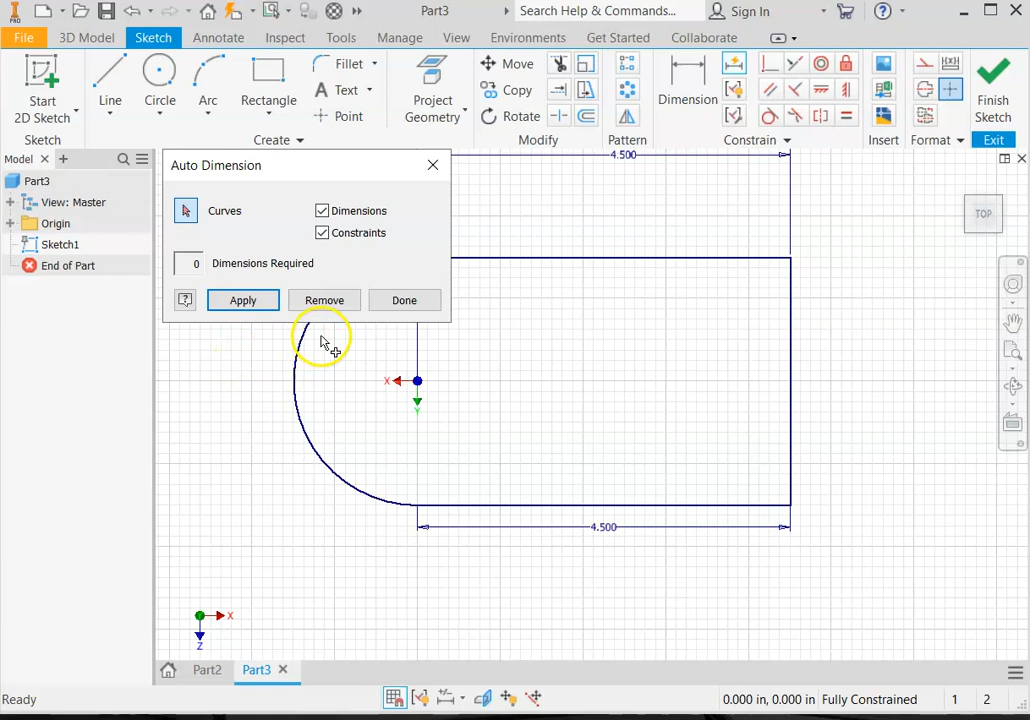 PRO
Part3
Search Help & Commands...
Sign In
File
3D Model
Sketch
Annotate
Inspect
Tools
Manage
View
Environments
Get Started
Collaborate
Start
2D Sketch
Line
Circle
Arc
Rectangle
Fillet
Text
Point
Project
Geometry
Move
Copy
Rotate
Dimension
Finish
Sketch
Sketch
Create
Modify
Pattern
Constrain
Insert
Format
Exit
Model
Part3
View: Master
Origin
Sketch1
End of Part
Auto Dimension
Curves
Dimensions
Constraints
0 Dimensions Required
Apply
Remove
Done
4.500
TOP
X
Y
4.500
X
Z
Part2
Part3
Ready
0.000 in, 0.000 in
Fully Constrained
1
2